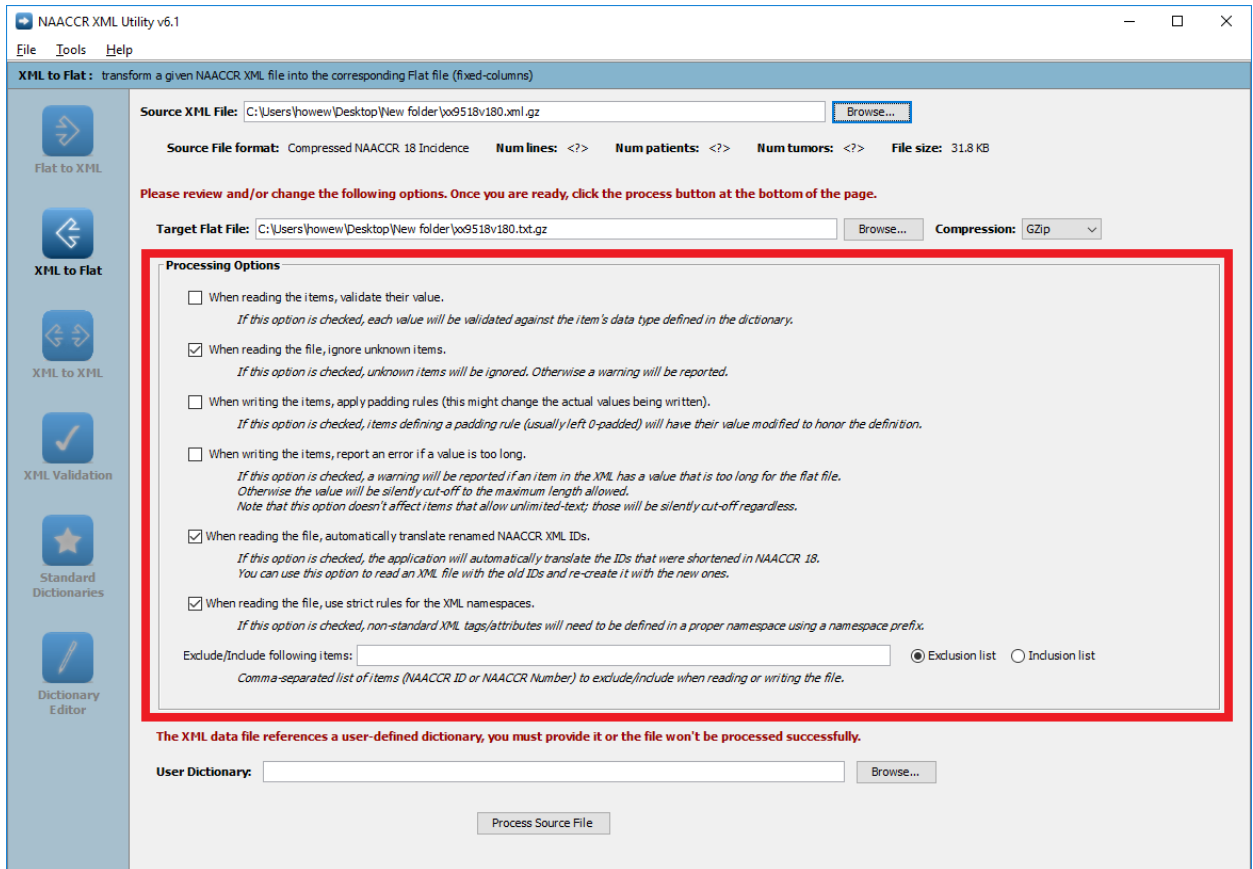 NAACCR XML Utility v6.1
File Tools Help
XML to Flat : transform a given NAACCR XML file into the corresponding Flat file (fixed-columns)
Flat to XML
XML to Flat
XML to XML
XML Validation
Standard
Dictionaries
Dictionary
Editor
Source XML File: C:\Users\howew\Desktop\New folder\xx9518v180.xml.gz Browse...
Source File format: Compressed NAACCR 18 Incidence Num lines: <?> Num patients: <?> Num tumors: <?> File size: 31.8 KB
Please review and/or change the following options. Once you are ready, click the process button at the bottom of the page.
Target Flat File: C:\Users\howew\Desktop\New folder\xx9518v180.txt.gz Browse... Compression: GZip
Processing Options
When reading the items, validate their value.
If this option is checked, each value will be validated against the item's data type defined in the dictionary.
When reading the file, ignore unknown items.
If this option is checked, unknown items will be ignored. Otherwise a warning will be reported.
When writing the items, apply padding rules (this might change the actual values being written).
If this option is checked, items defining a padding rule (usually left 0-padded) will have their value modified to honor the definition.
When writing the items, report an error if a value is too long.
If this option is checked, a warning will be reported if an item in the XML has a value that is too long for the flat file.
Otherwise the value will be silently cut-off to the maximum length allowed.
Note that this option doesn't affect items that allow unlimited-text; those will be silently cut-off regardless.
When reading the file, automatically translate renamed NAACCR XML IDs.
If this option is checked, the application will automatically translate the IDs that were shortened in NAACCR 18.
You can use this option to read an XML file with the old IDs and re-create it with the new ones.
When reading the file, use strict rules for the XML namespaces.
If this option is checked, non-standard XML tags/attributes will need to be defined in a proper namespace using a namespace prefix.
Exclude/Include following items: Exclusion list Inclusion list
Comma-separated list of items (NAACCR ID or NAACCR Number) to exclude/include when reading or writing the file.
The XML data file references a user-defined dictionary, you must provide it or the file won't be processed successfully.
User Dictionary: Browse...
Process Source File